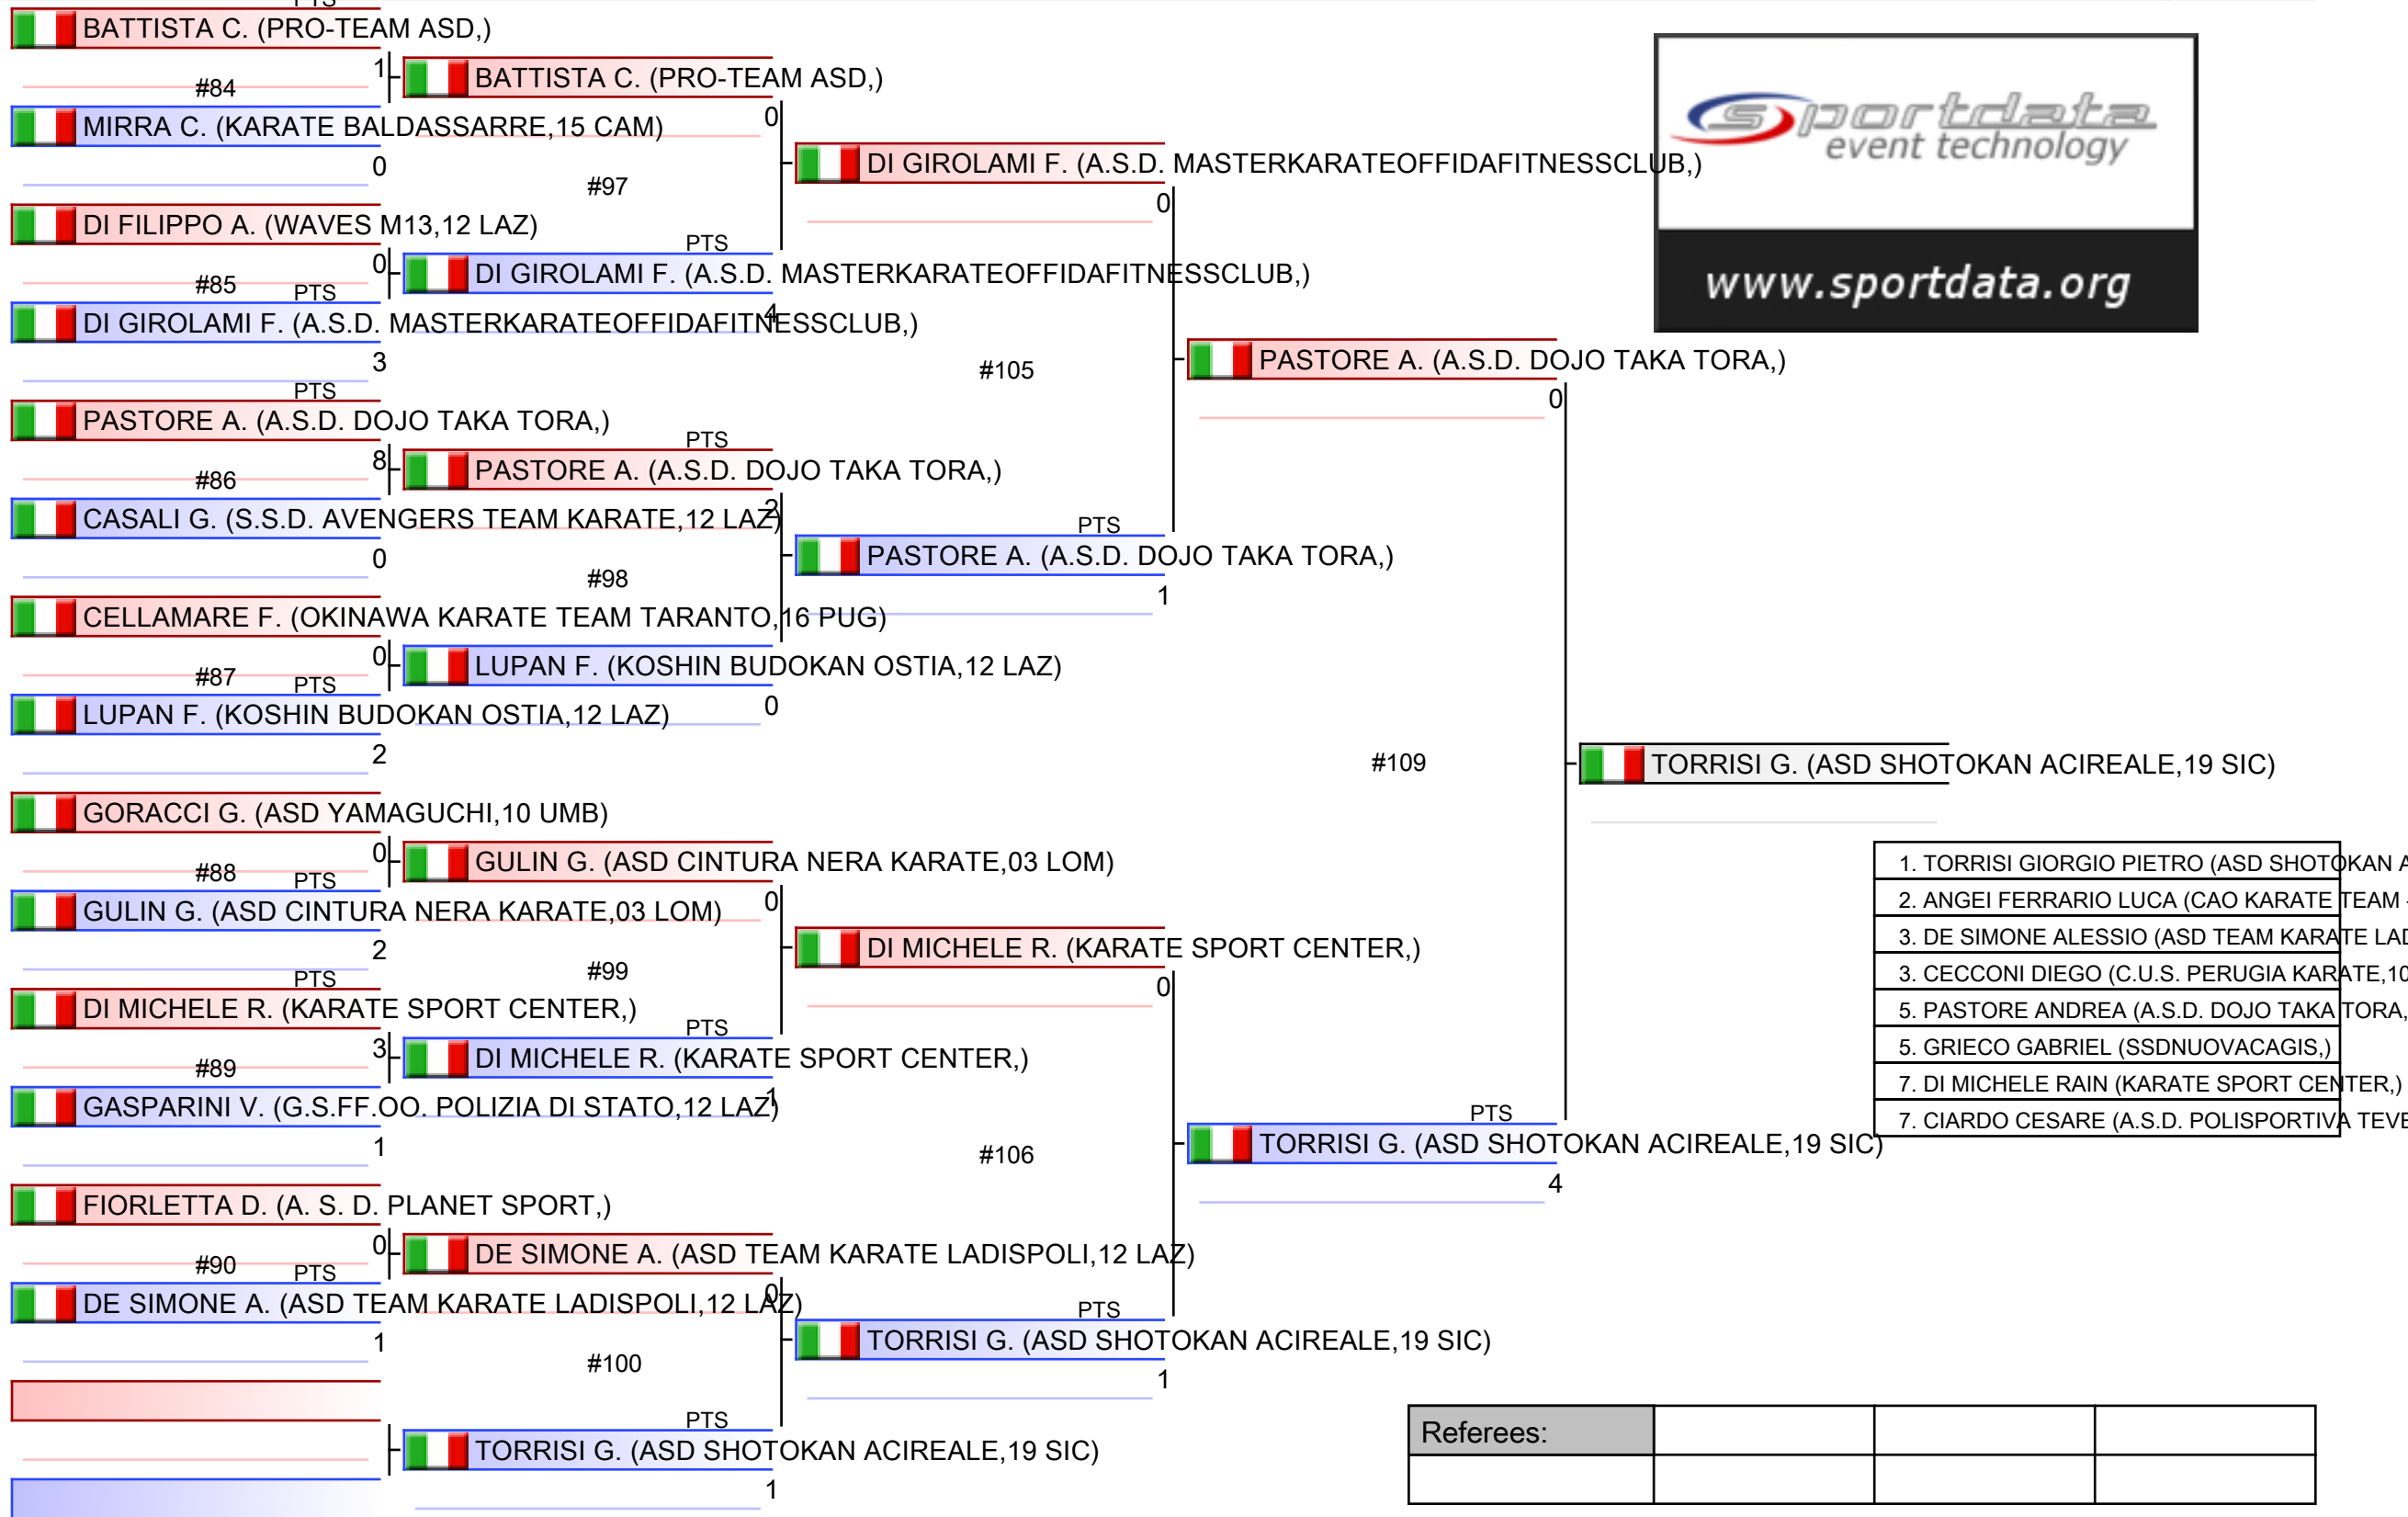 PTS
BATTISTA C. (PRO-TEAM ASD,)
1
#84
MIRRA C. (KARATE BALDASSARRE,15 CAM)
0
DI FILIPPO A. (WAVES M13,12 LAZ)
0
#85
PTS
DI GIROLAMI F. (A.S.D. MASTERKARATEOFFIDAFITNESSCLUB,)
3
PTS
PASTORE A. (A.S.D. DOJO TAKA TORA,)
8
#86
CASALI G. (S.S.D. AVENGERS TEAM KARATE,12 LAZ)
0
CELLAMARE F. (OKINAWA KARATE TEAM TARANTO,16 PUG)
0
#87
PTS
LUPAN F. (KOSHIN BUDOKAN OSTIA,12 LAZ)
2
GORACCI G. (ASD YAMAGUCHI,10 UMB)
0
#88
PTS
GULIN G. (ASD CINTURA NERA KARATE,03 LOM)
2
PTS
DI MICHELE R. (KARATE SPORT CENTER,)
3
#89
GASPARINI V. (G.S.FF.OO. POLIZIA DI STATO,12 LAZ)
1
FIORLETTA D. (A. S. D. PLANET SPORT,)
0
#90
PTS
DE SIMONE A. (ASD TEAM KARATE LADISPOLI,12 LAZ)
1
BATTISTA C. (PRO-TEAM ASD,)
0
#97
PTS
DI GIROLAMI F. (A.S.D. MASTERKARATEOFFIDAFITNESSCLUB,)
4
PTS
PASTORE A. (A.S.D. DOJO TAKA TORA,)
2
#98
LUPAN F. (KOSHIN BUDOKAN OSTIA,12 LAZ)
0
GULIN G. (ASD CINTURA NERA KARATE,03 LOM)
0
#99
PTS
DI MICHELE R. (KARATE SPORT CENTER,)
1
DE SIMONE A. (ASD TEAM KARATE LADISPOLI,12 LAZ)
0
#100
PTS
TORRISI G. (ASD SHOTOKAN ACIREALE,19 SIC)
1
DI GIROLAMI F. (A.S.D. MASTERKARATEOFFIDAFITNESSCLUB,)
0
#105
PTS
PASTORE A. (A.S.D. DOJO TAKA TORA,)
1
DI MICHELE R. (KARATE SPORT CENTER,)
0
#106
PTS
TORRISI G. (ASD SHOTOKAN ACIREALE,19 SIC)
1
PASTORE A. (A.S.D. DOJO TAKA TORA,)
0
#109
PTS
TORRISI G. (ASD SHOTOKAN ACIREALE,19 SIC)
4
TORRISI G. (ASD SHOTOKAN ACIREALE,19 SIC)
sportdata
event technology
www.sportdata.org
1. TORRISI GIORGIO PIETRO (ASD SHOTOKAN A
2. ANGEI FERRARIO LUCA (CAO KARATE TEAM
3. DE SIMONE ALESSIO (ASD TEAM KARATE LAD
3. CECCONI DIEGO (C.U.S. PERUGIA KARATE,10
5. PASTORE ANDREA (A.S.D. DOJO TAKA TORA,
5. GRIECO GABRIEL (SSDNUOVACAGIS,)
7. DI MICHELE RAIN (KARATE SPORT CENTER,)
7. CIARDO CESARE (A.S.D. POLISPORTIVA TEVE
Referees: